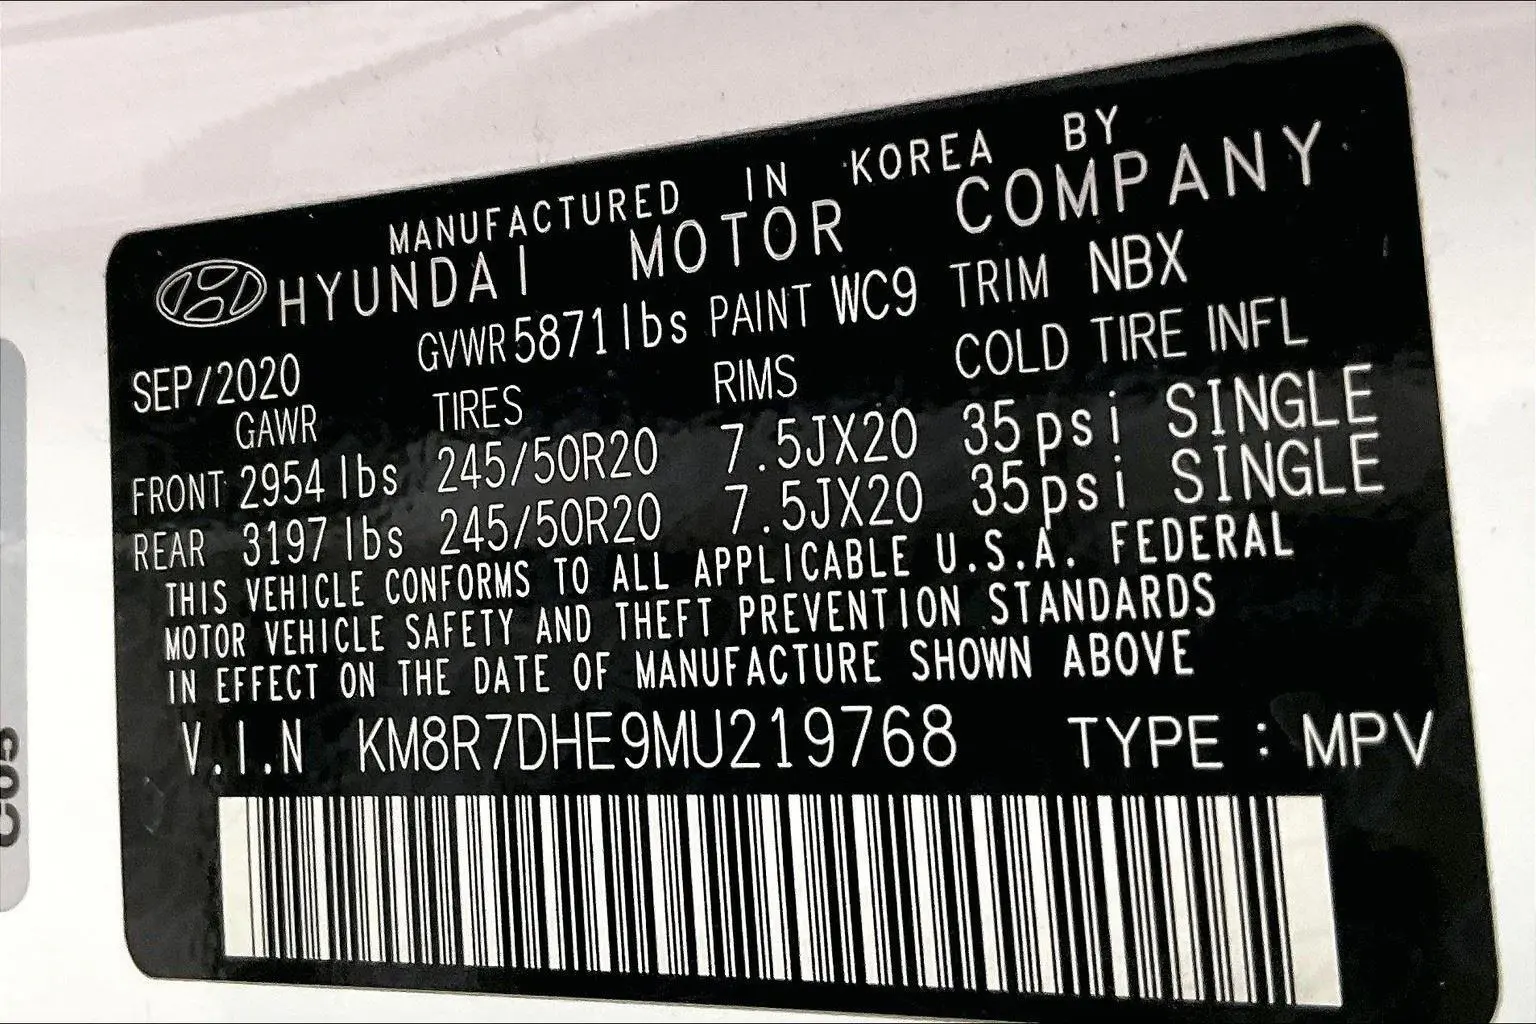 MANUFACTURED IN KOREA BY
HYUNDAI MOTOR COMPANY
SEP/2020 GVWR 5871 lbs PAINT WC9 TRIM NBX
GAWR TIRES RIMS COLD TIRE INFL
FRONT 2954 lbs 245/50R20 7.5JX20 35psi SINGLE
REAR 3197 lbs 245/50R20 7.5JX20 35psi SINGLE
THIS VEHICLE CONFORMS TO ALL APPLICABLE U.S.A. FEDERAL
MOTOR VEHICLE SAFETY AND THEFT PREVENTION STANDARDS
IN EFFECT ON THE DATE OF MANUFACTURE SHOWN ABOVE
V.I.N KM8R7DHE9MU219768 TYPE : MPV